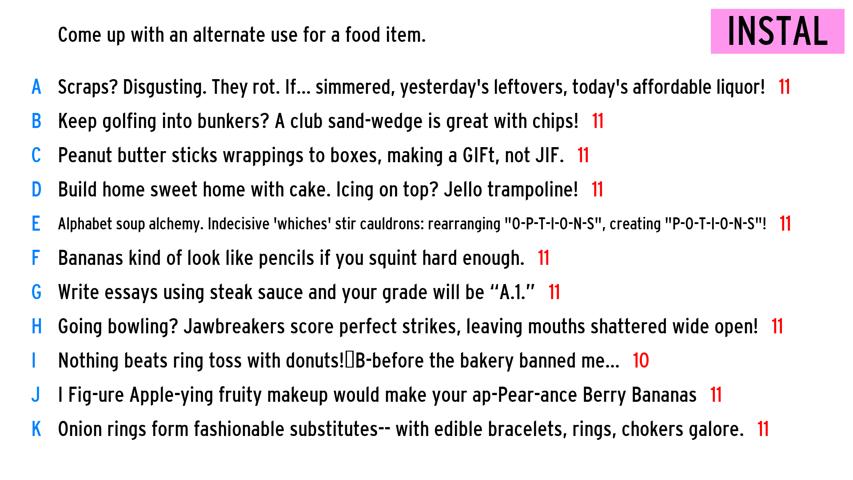 Come up with an alternate use for a food item.
INSTAL
A Scraps? Disgusting. They rot. If... simmered, yesterday's leftovers, today's affordable liquor! 11
B Keep golfing into bunkers? A club sand-wedge is great with chips! 11
C Peanut butter sticks wrappings to boxes, making a GIFt, not JIF. 11
D Build home sweet home with cake. Icing on top? Jello trampoline! 11
E Alphabet soup alchemy. Indecisive 'whiches' stir cauldrons: rearranging "O-P-T-I-O-N-S", creating "P-O-T-I-O-N-S"! 11
F Bananas kind of look like pencils if you squint hard enough. 11
G Write essays using steak sauce and your grade will be “A.1.” 11
H Going bowling? Jawbreakers score perfect strikes, leaving mouths shattered wide open! 11
I Nothing beats ring toss with donuts!▯B-before the bakery banned me... 10
J I Fig-ure Apple-ying fruity makeup would make your ap-Pear-ance Berry Bananas 11
K Onion rings form fashionable substitutes-- with edible bracelets, rings, chokers galore. 11